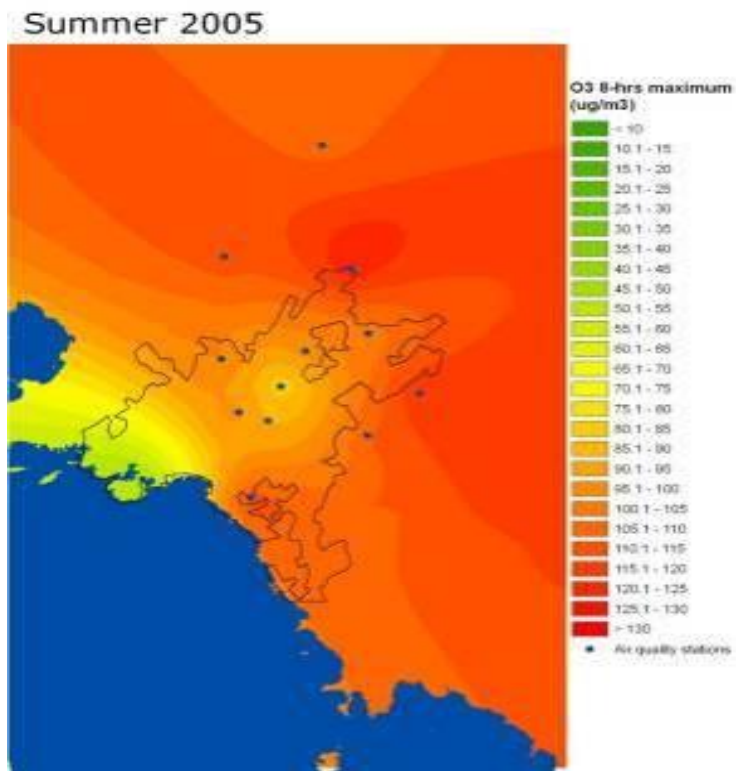 Summer 2005
O3 8-hrs maximum
(ug/m3)
< 10
10.1 - 15
15.1 - 20
20.1 - 25
25.1 - 30
30.1 - 35
35.1 - 40
40.1 - 45
45.1 - 50
50.1 - 55
55.1 - 60
60.1 - 65
65.1 - 70
70.1 - 75
75.1 - 80
80.1 - 85
85.1 - 90
90.1 - 95
95.1 - 100
100.1 - 105
105.1 - 110
110.1 - 115
115.1 - 120
120.1 - 125
125.1 - 130
> 130
Air quality stations